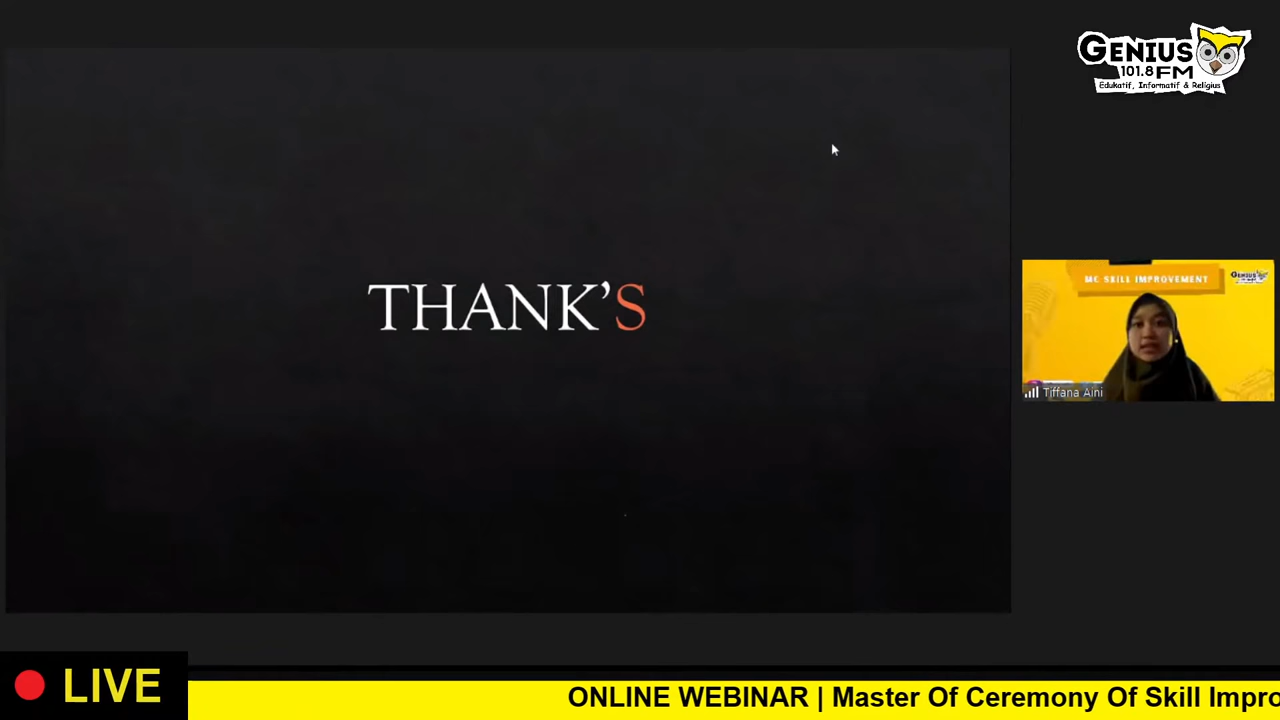 GENIUS
101.8 FM
Edukatif, Informatif & Religius
THANK’S
MC SKILL IMPROVEMENT
GENIUS
Tiffana Aini
LIVE
ONLINE WEBINAR | Master Of Ceremony Of Skill Impro